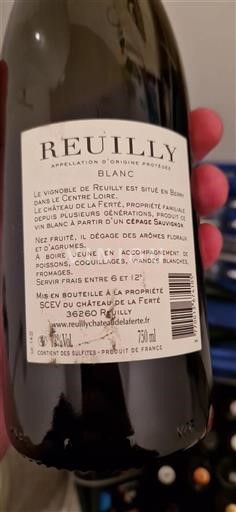 REUILLY
APPELLATION D'ORIGINE PROTÉGÉE
BLANC
LE VIGNOBLE DE REUILLY EST SITUÉ EN BERRY
DANS LE CENTRE LOIRE.
LE CHÂTEAU DE LA FERTÉ, PROPRIÉTÉ FAMILIALE
DEPUIS PLUSIEURS GÉNÉRATIONS, PRODUIT CE
VIN BLANC À PARTIR D'UN CÉPAGE SAUVIGNON.
NEZ FRUITÉ, IL DÉGAGE DES ARÔMES FLORAUX
ET D'AGRUMES.
A BOIRE JEUNE EN ACCOMPAGNEMENT DE
POISSONS, COQUILLAGES, VIANDES BLANCHES,
FROMAGES.
SERVIR FRAIS ENTRE 6 ET 12°
MIS EN BOUTEILLE À LA PROPRIÉTÉ
SCEV DU CHÂTEAU DE LA FERTÉ
36260 REUILLY
www.reuillychateaudelaferte.fr
%Vol. 750 ml
CONTIENT DES SULFITES - PRODUIT DE FRANCE